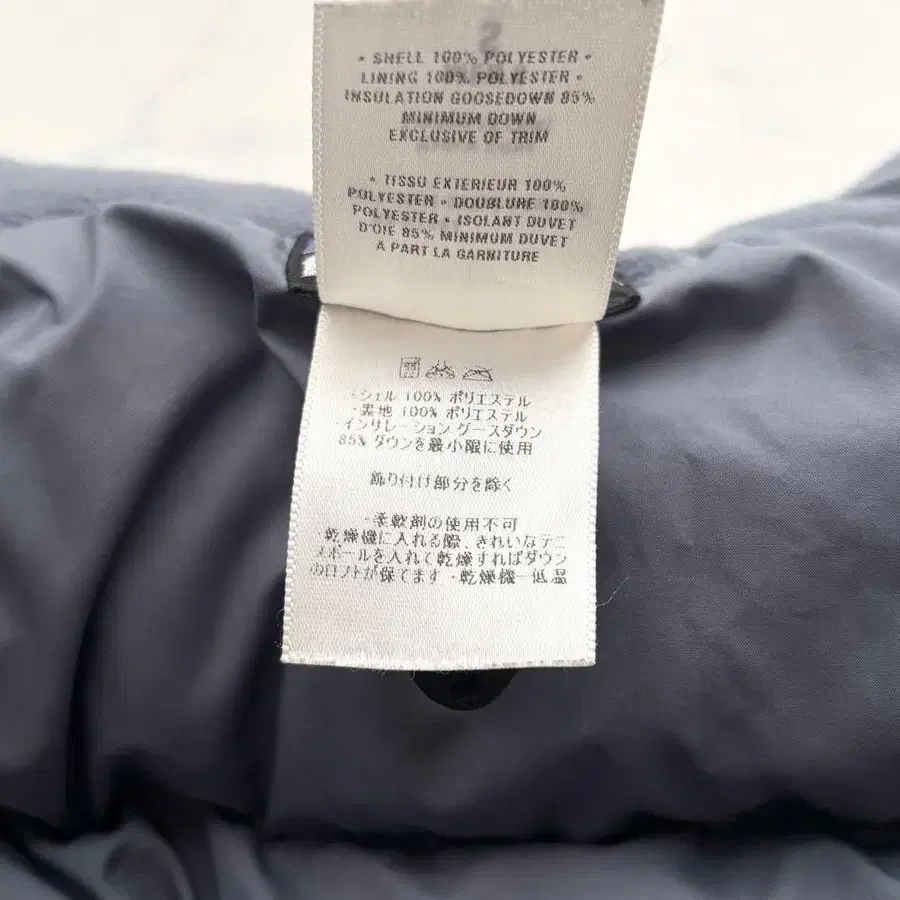 • SHELL 100% POLYESTER •
LINING 100% POLYESTER •
INSULATION GOOSEDOWN 85%
MINIMUM DOWN
EXCLUSIVE OF TRIM
• TISSU EXTERIEUR 100%
POLYESTER • DOUBLURE 100%
POLYESTER • ISOLANT DUVET
D'OIE 85% MINIMUM DUVET
A PART LA GARNITURE
・シェル 100% ポリエステル
・裏地 100% ポリエステル
・インサレーション グースダウン
85% ダウンを最小限に使用
飾り付け部分を除く
・柔軟剤の使用不可
・乾燥機に入れる際、きれいなテニ
スボールを入れて乾燥すればダウン
のロフトが保てます ・乾燥機－低温